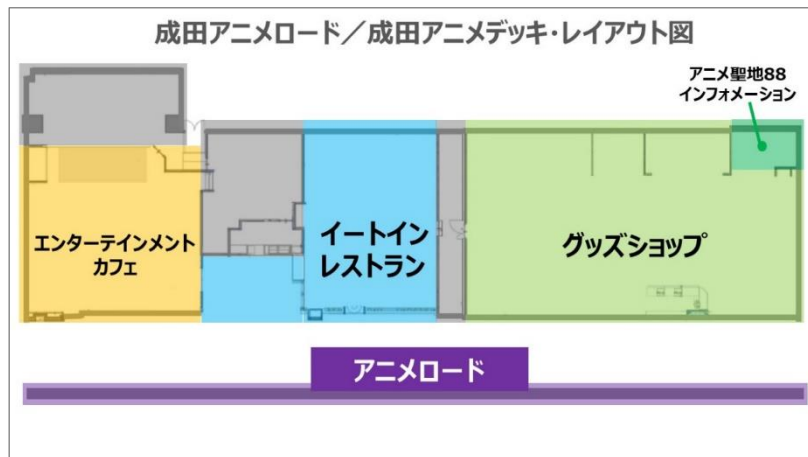 成田アニメロード／成田アニメデッキ・レイアウト図
アニメ聖地88
インフォメーション
エンターテインメント
カフェ
イートイン
レストラン
グッズショップ
アニメロード